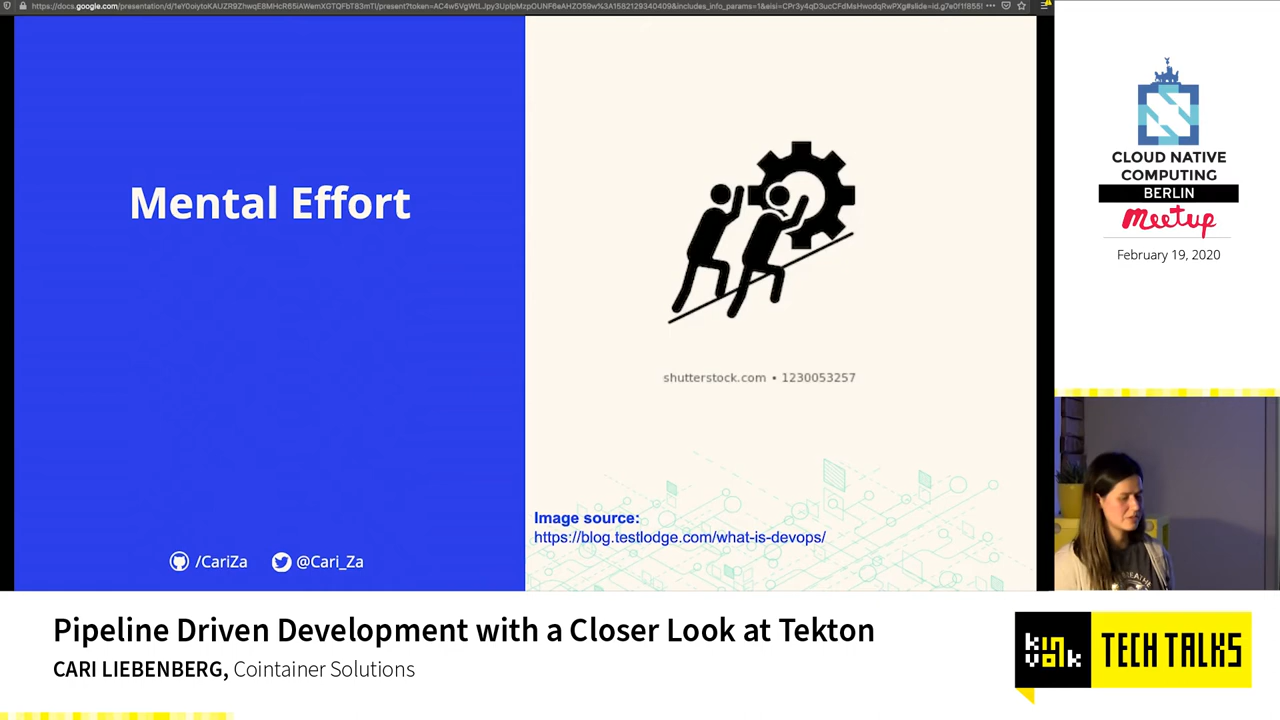 Mental Effort
/CariZa
@Cari_Za
shutterstock.com • 1230053257
Image source:
https://blog.testlodge.com/what-is-devops/
CLOUD NATIVE
COMPUTING
BERLIN
meetup
February 19, 2020
Pipeline Driven Development with a Closer Look at Tekton
CARI LIEBENBERG, Cointainer Solutions
kinvolk
TECH TALKS